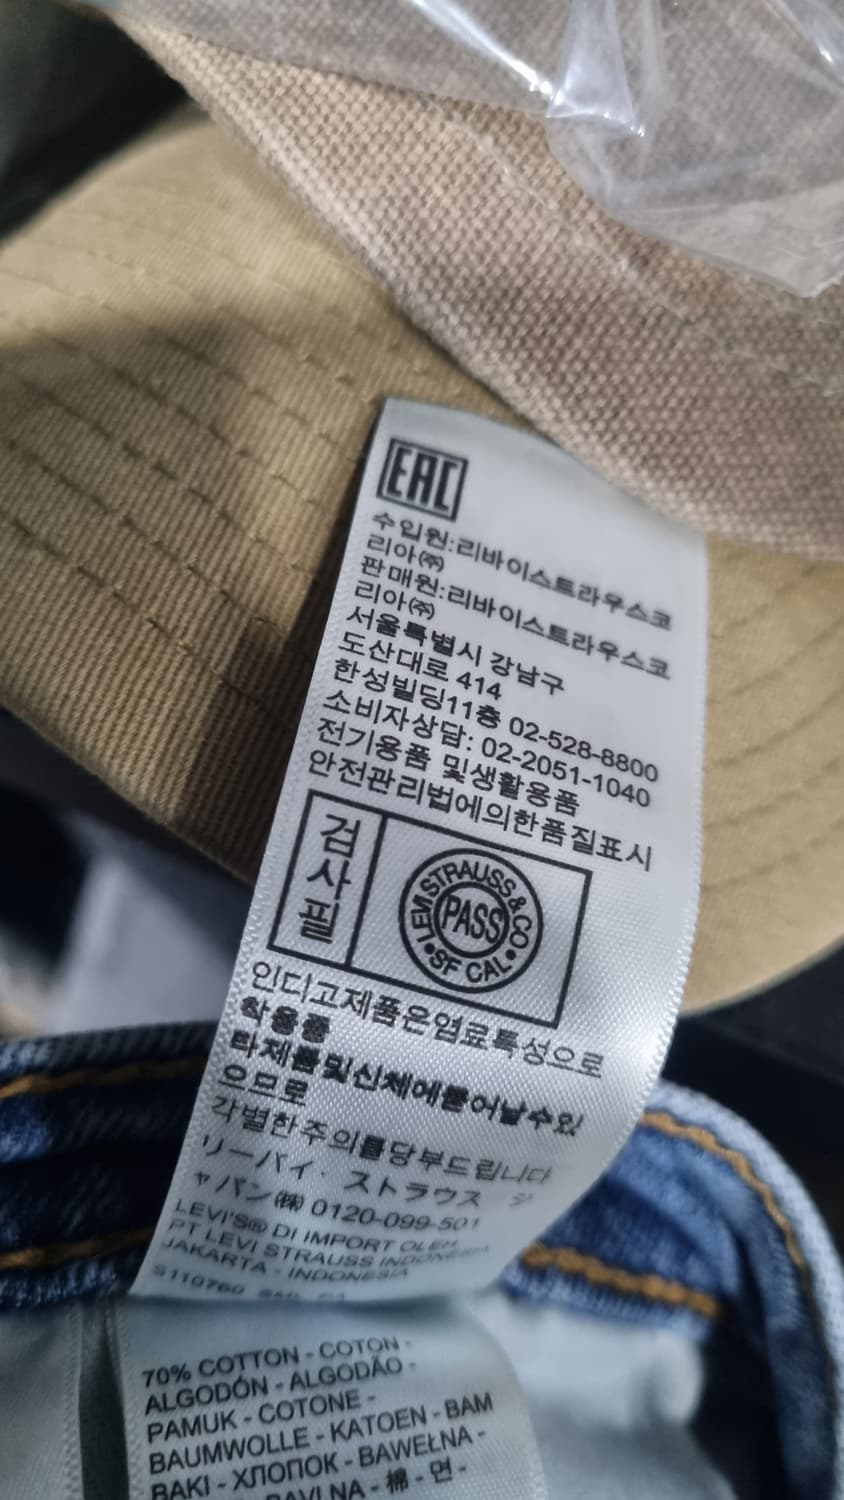 EAC
수입원:리바이스트라우스코
리아㈜
판매원:리바이스트라우스코
리아㈜
서울특별시 강남구
도산대로 414
한성빌딩11층 02-528-8800
소비자상담: 02-2051-1040
전기용품 및생활용품
안전관리법에의한품질표시
검사필
LEVI STRAUSS & CO
PASS
SF CAL
인디고제품은염료특성으로
착용중
타제품및신체에묻어날수있
으므로
각별한주의를당부드립니다
リーバイ・ストラウス ジ
ャパン㈱ 0120-099-501
LEVI'S® DI IMPORT OLEH
PT LEVI STRAUSS INDONESIA
JAKARTA - INDONESIA
S110760
70% COTTON - COTON -
ALGODÓN - ALGODÃO -
PAMUK - COTONE -
BAUMWOLLE - KATOEN - BAM
BAKI - ХЛОПОК - BAWEŁNA -
BAVLNA - 棉 - 면 -